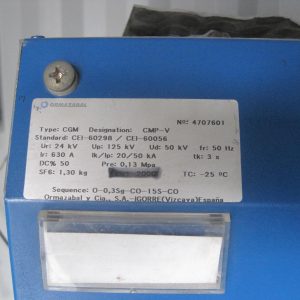 ORMAZABAL
Nº: 4707601
Type: CGM Designation: CMP-V
Standard: CEI-60298 / CEI-60056
Ur: 24 kV Up: 125 kV Ud: 50 kV fr: 50 Hz
Ir: 630 A Ik/Ip: 20/50 kA tk: 3 s
DC% 50 Pre: 0,13 Mpa
SF6: 1,30 kg TC: -25 ºC
Sequence: O-0,3Sg-CO-15S-CO
Ormazabal y Cia., S.A.-IGORRE(Vizcaya)España